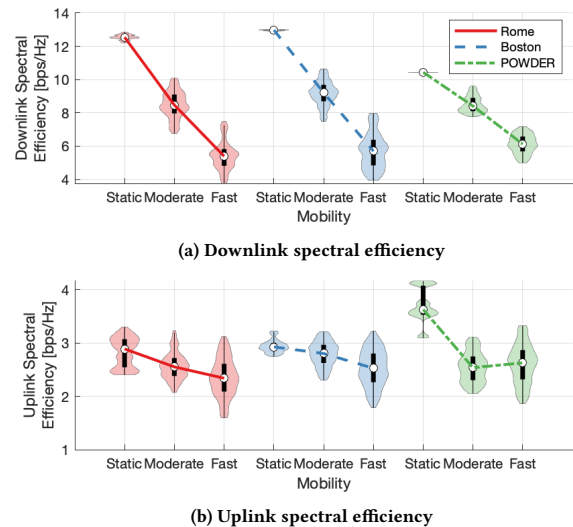 14
12
10
8
6
4
Downlink Spectral
Efficiency [bps/Hz]
Rome
Boston
POWDER
Static Moderate Fast Static Moderate Fast Static Moderate Fast
Mobility
(a) Downlink spectral efficiency
4
3
2
1
Uplink Spectral
Efficiency [bps/Hz]
Static Moderate Fast Static Moderate Fast Static Moderate Fast
Mobility
(b) Uplink spectral efficiency